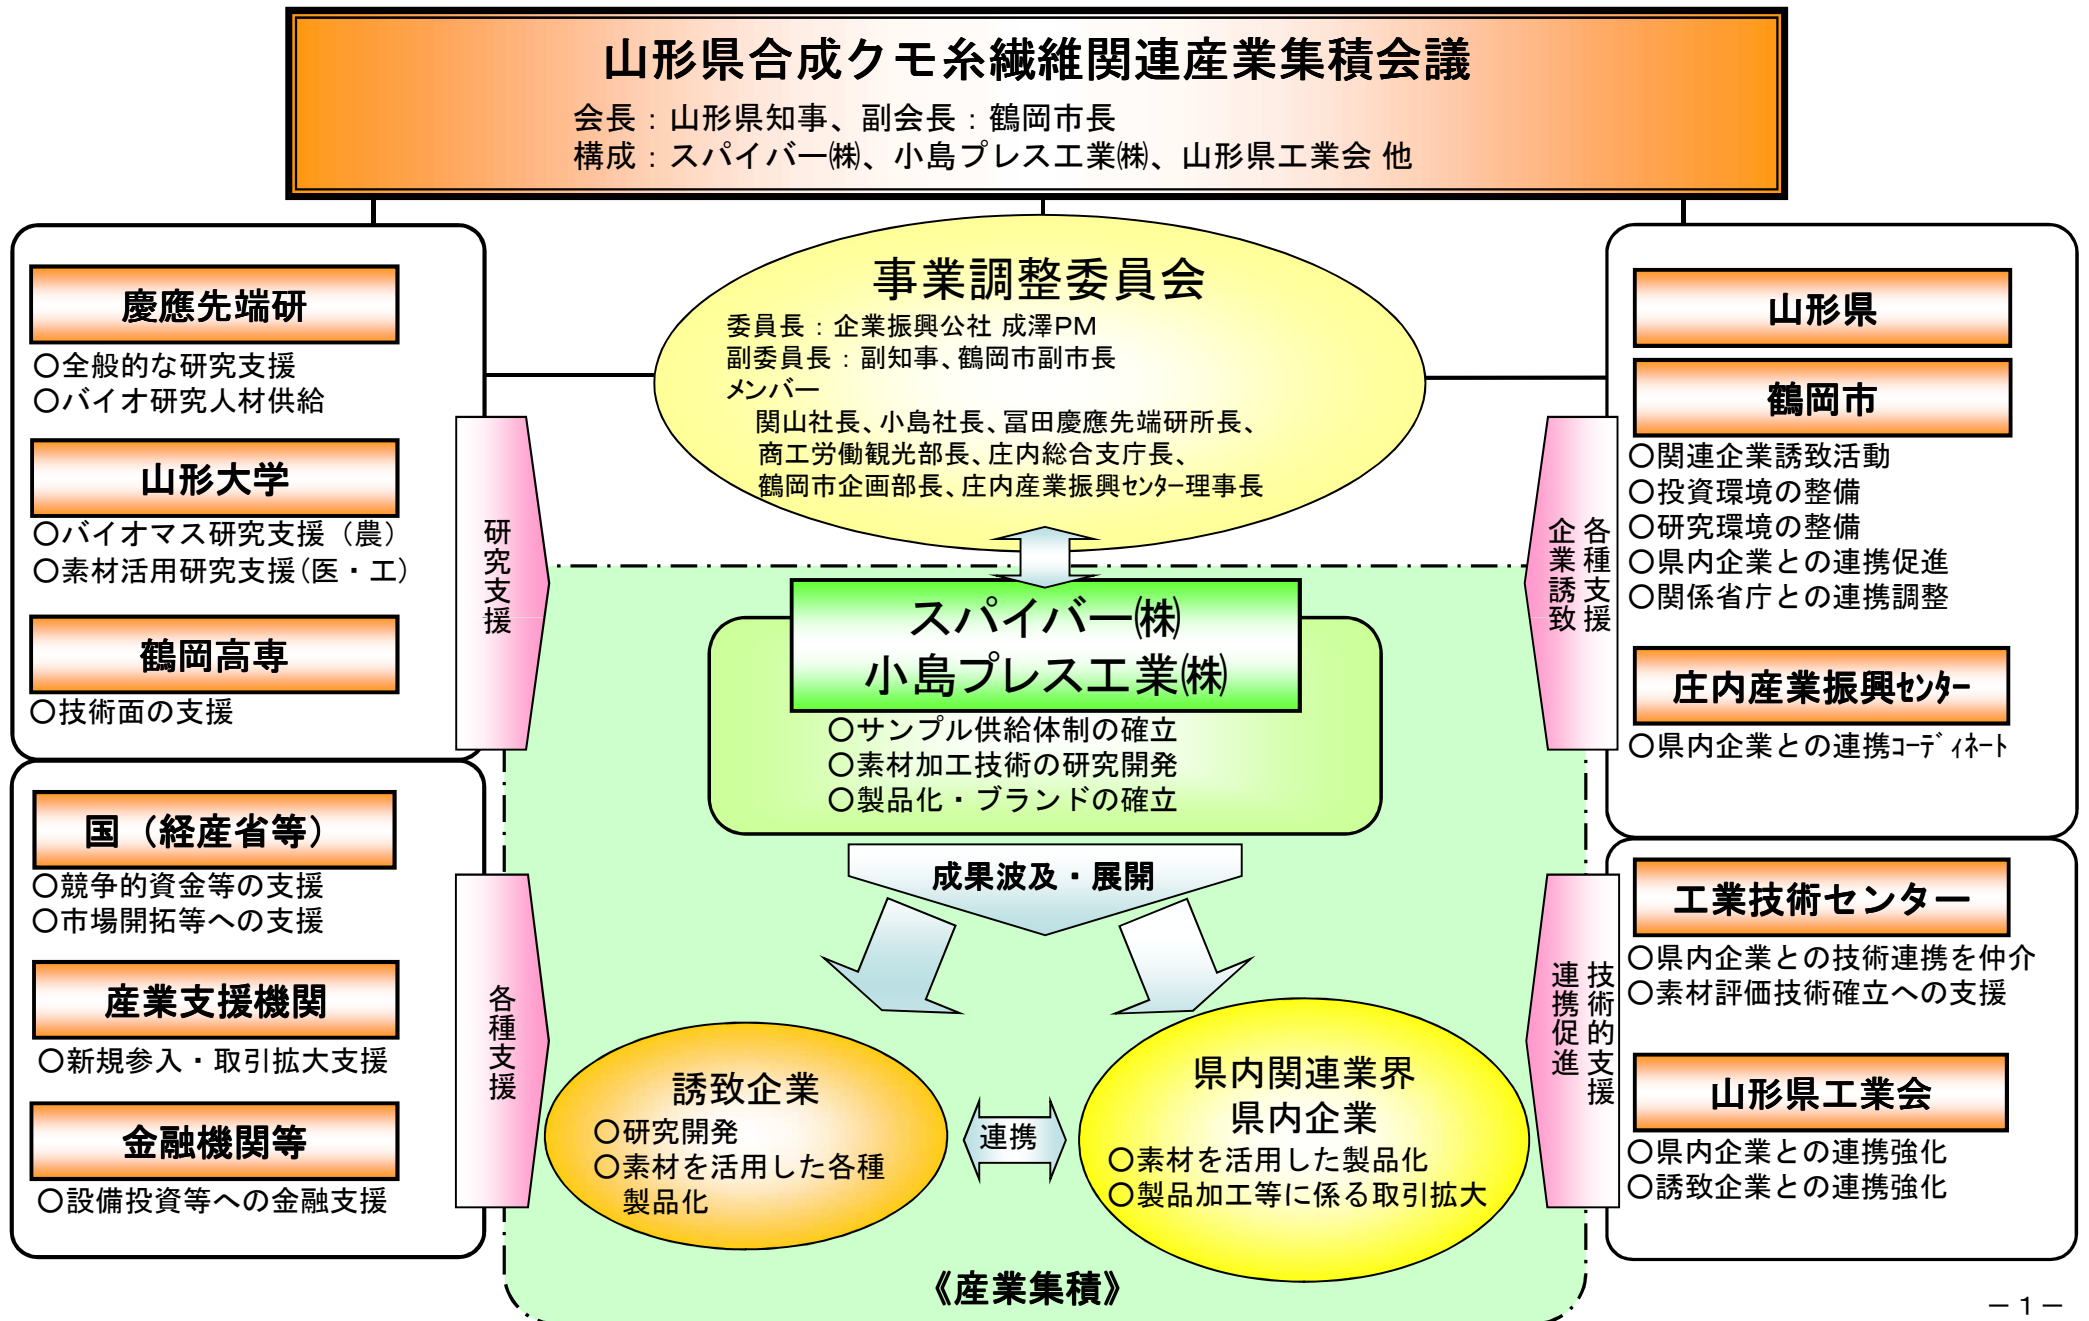 山形県合成クモ糸繊維関連産業集積会議
会長：山形県知事、副会長：鶴岡市長
構成：スパイバー㈱、小島プレス工業㈱、山形県工業会 他
慶應先端研
〇全般的な研究支援
〇バイオ研究人材供給
山形大学
〇バイオマス研究支援（農）
〇素材活用研究支援(医・工）
鶴岡高専
〇技術面の支援
研究支援
国（経産省等）
〇競争的資金等の支援
〇市場開拓等への支援
産業支援機関
〇新規参入・取引拡大支援
金融機関等
〇設備投資等への金融支援
各種支援
事業調整委員会
委員長：企業振興公社 成澤PM
副委員長：副知事、鶴岡市副市長
メンバー
関山社長、小島社長、冨田慶應先端研所長、
商工労働観光部長、庄内総合支庁長、
鶴岡市企画部長、庄内産業振興ｾﾝﾀｰ理事長
スパイバー㈱
小島プレス工業㈱
〇サンプル供給体制の確立
〇素材加工技術の研究開発
〇製品化・ブランドの確立
成果波及・展開
誘致企業
〇研究開発
〇素材を活用した各種
製品化
連携
県内関連業界
県内企業
〇素材を活用した製品化
〇製品加工等に係る取引拡大
《産業集積》
各種支援
企業誘致
山形県
鶴岡市
〇関連企業誘致活動
〇投資環境の整備
〇研究環境の整備
〇県内企業との連携促進
〇関係省庁との連携調整
庄内産業振興ｾﾝﾀｰ
〇県内企業との連携ｺｰﾃﾞｨﾈｰﾄ
技術的支援
連携促進
工業技術センター
〇県内企業との技術連携を仲介
〇素材評価技術確立への支援
山形県工業会
〇県内企業との連携強化
〇誘致企業との連携強化
－１－